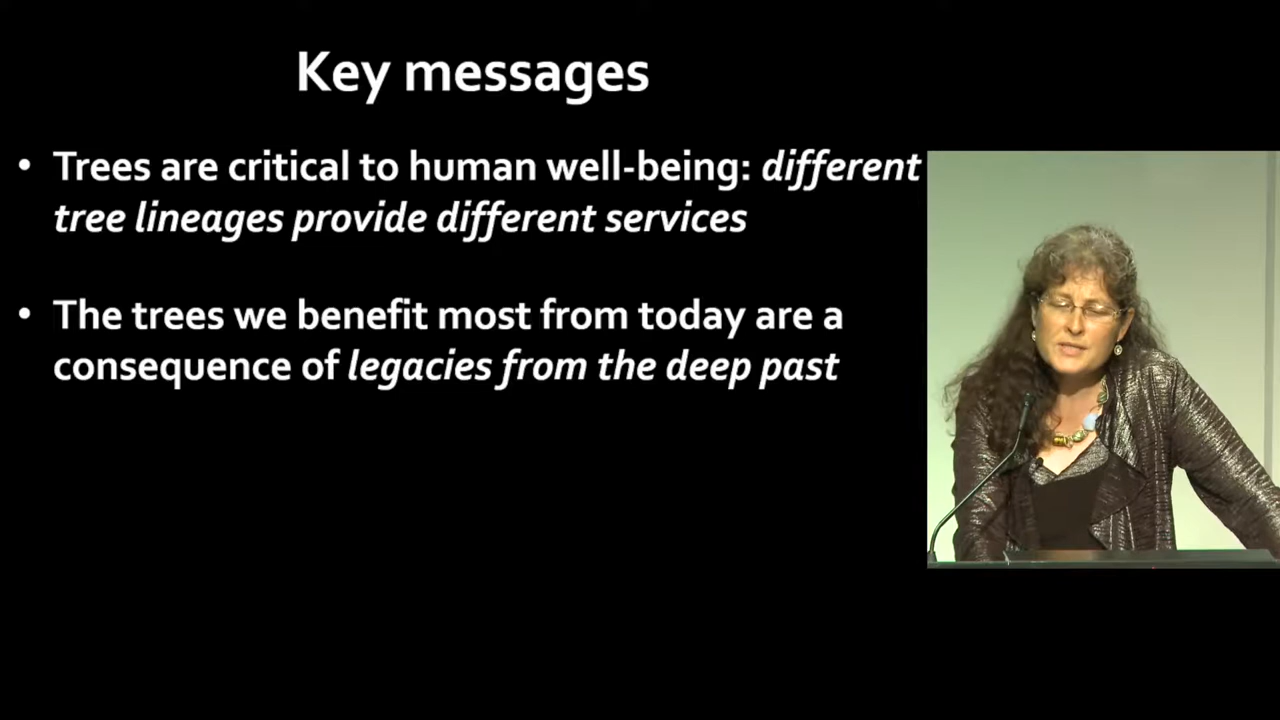 Key messages
• Trees are critical to human well-being: different
tree lineages provide different services
• The trees we benefit most from today are a
consequence of legacies from the deep past